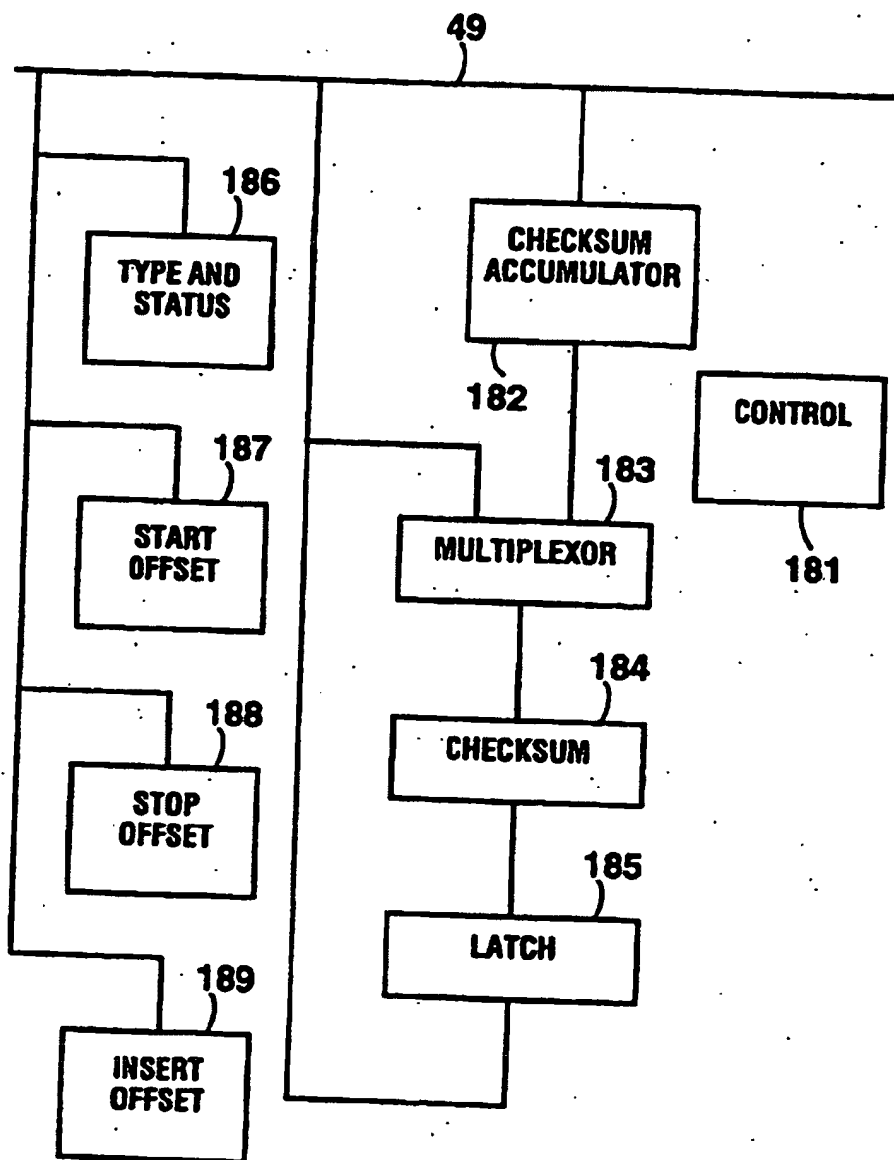 49
186
TYPE AND
STATUS
CHECKSUM
ACCUMULATOR
182
CONTROL
181
187
START
OFFSET
183
MULTIPLEXOR
184
CHECKSUM
188
STOP
OFFSET
185
LATCH
189
INSERT
OFFSET